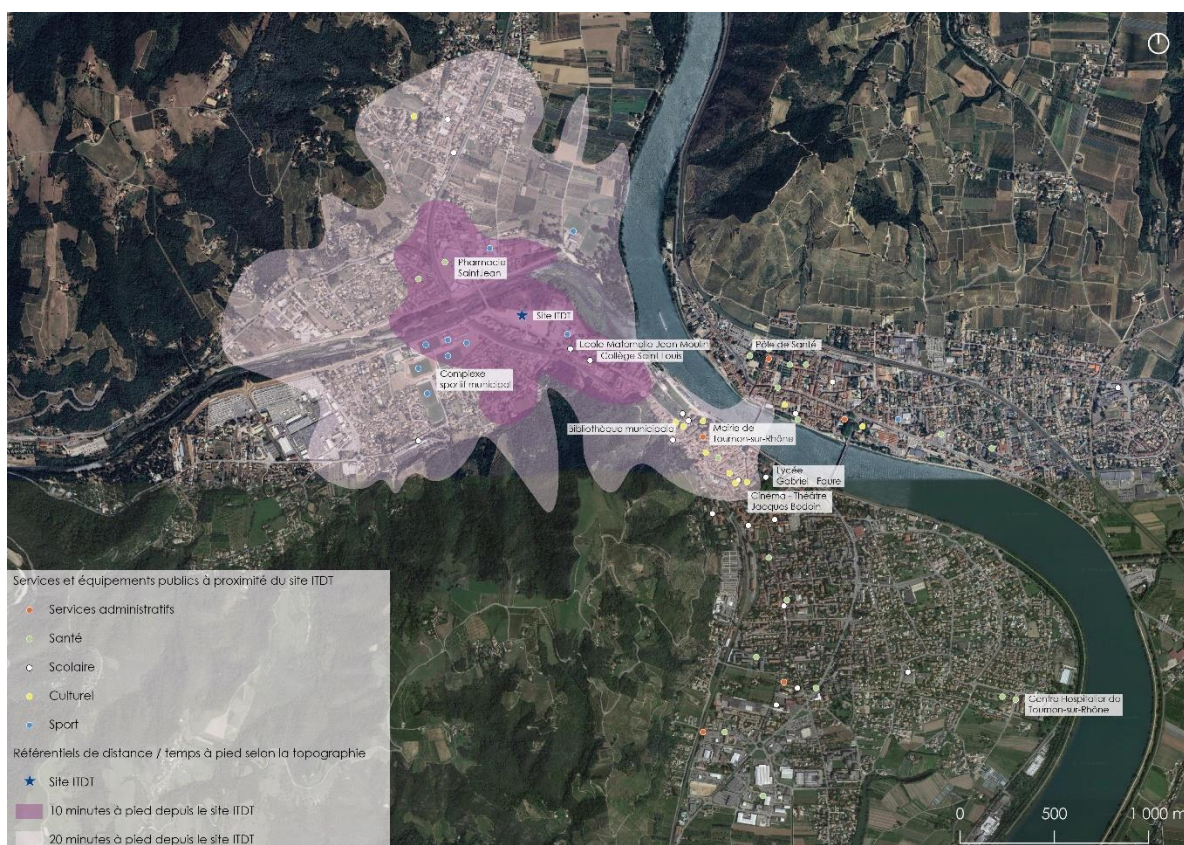 Pharmacie
Saint Jean
Site ITDT
Ecole Maternelle Jean Moulin
Collège Saint Louis
Pôle de Santé
Complexe
sportif municipal
Bibliothèque municipale
Mairie de
Tournon-sur-Rhône
Lycée
Gabriel - Faure
Cinéma - Théâtre
Jacques Bodoin
Centre Hospitalier de
Tournon-sur-Rhône
Services et équipements publics à proximité du site ITDT
Services administratifs
Santé
Scolaire
Culturel
Sport
Référentiels de distance / temps à pied selon la topographie
Site ITDT
10 minutes à pied depuis le site ITDT
20 minutes à pied depuis le site ITDT
0 500 1 000 m